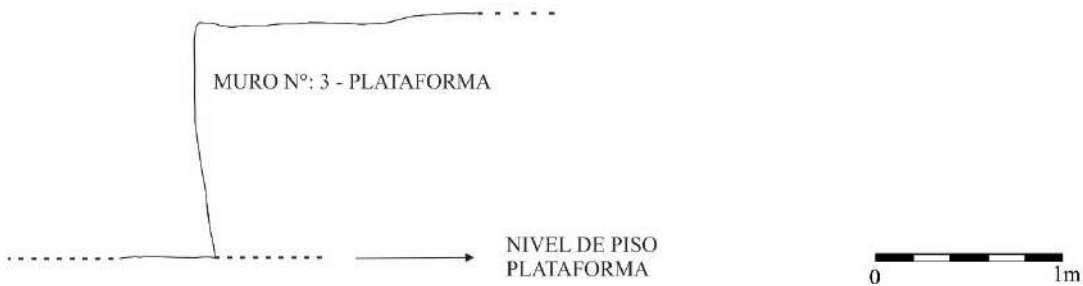 MURO N°: 3 - PLATAFORMA
NIVEL DE PISO
PLATAFORMA
0 1m